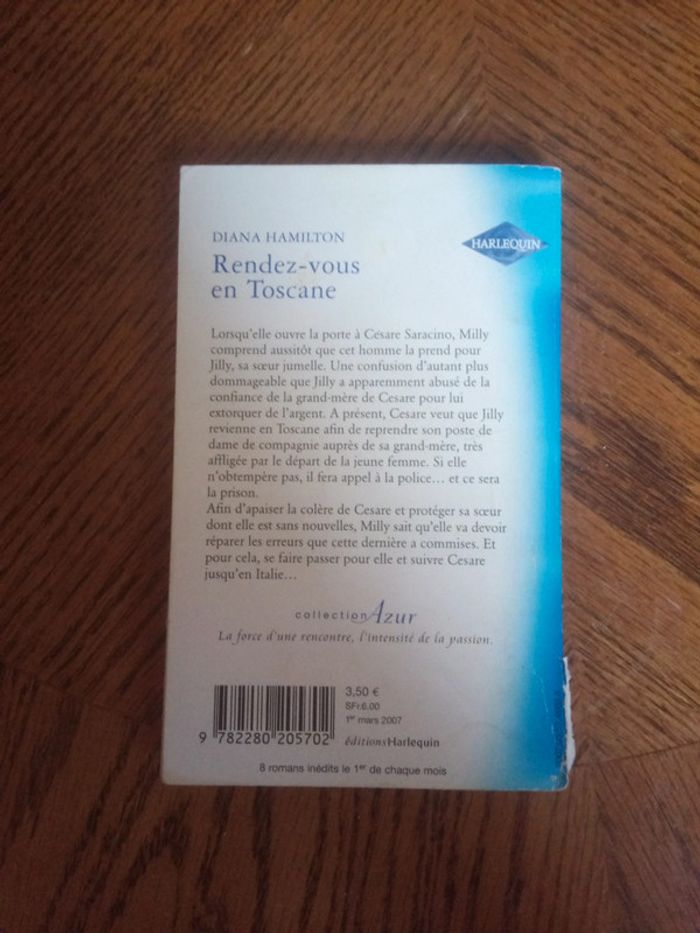 DIANA HAMILTON
HARLEQUIN
Rendez-vous
en Toscane
Lorsqu'elle ouvre la porte à Césare Saracino, Milly
comprend aussitôt que cet homme la prend pour
Jilly, sa sœur jumelle. Une confusion d'autant plus
dommageable que Jilly a apparemment abusé de la
confiance de la grand-mère de Cesare pour lui
extorquer de l'argent. A présent, Cesare veut que Jilly
revienne en Toscane afin de reprendre son poste de
dame de compagnie auprès de sa grand-mère, très
affligée par le départ de la jeune femme. Si elle
n'obtempère pas, il fera appel à la police… et ce sera
la prison.
Afin d'apaiser la colère de Cesare et protéger sa sœur
dont elle est sans nouvelles, Milly sait qu'elle va devoir
réparer les erreurs que cette dernière a commises. Et
pour cela, se faire passer pour elle et suivre Cesare
jusqu'en Italie…
collection Azur
La force d'une rencontre, l'intensité de la passion.
3,50 €
SFr.6.00
1er mars 2007
9 782280 205702
éditionsHarlequin
8 romans inédits le 1er de chaque mois